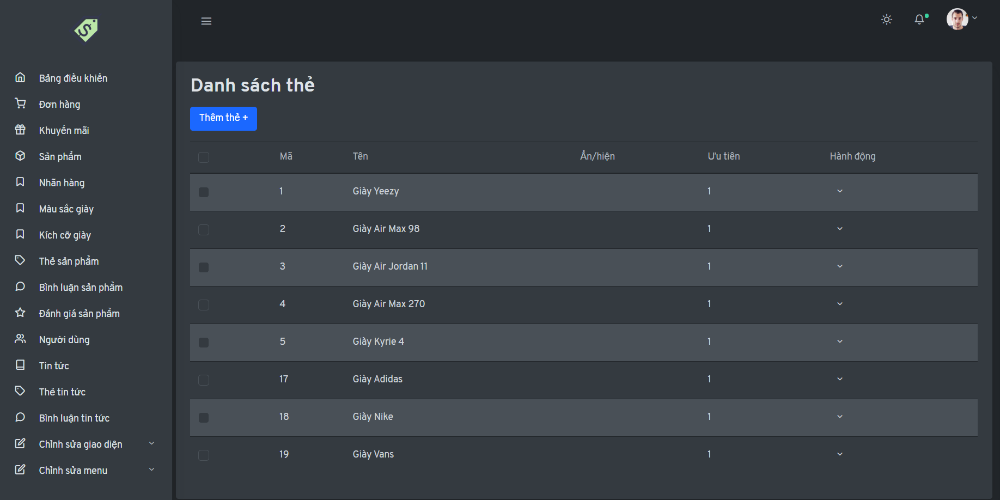 Bảng điều khiến
Đơn hàng
Khuyến mãi
Sản phẩm
Nhãn hàng
Màu sắc giày
Kích cỡ giày
Thẻ sản phẩm
Bình luận sản phẩm
Đánh giá sản phẩm
Người dùng
Tin tức
Thẻ tin tức
Bình luận tin tức
Chỉnh sửa giao diện
Chỉnh sửa menu
Danh sách thẻ
Thêm thẻ +
Mã Tên Ẩn/hiện Ưu tiên Hành động
1 Giày Yeezy 1
2 Giày Air Max 98 1
3 Giày Air Jordan 11 1
4 Giày Air Max 270 1
5 Giày Kyrie 4 1
17 Giày Adidas 1
18 Giày Nike 1
19 Giày Vans 1